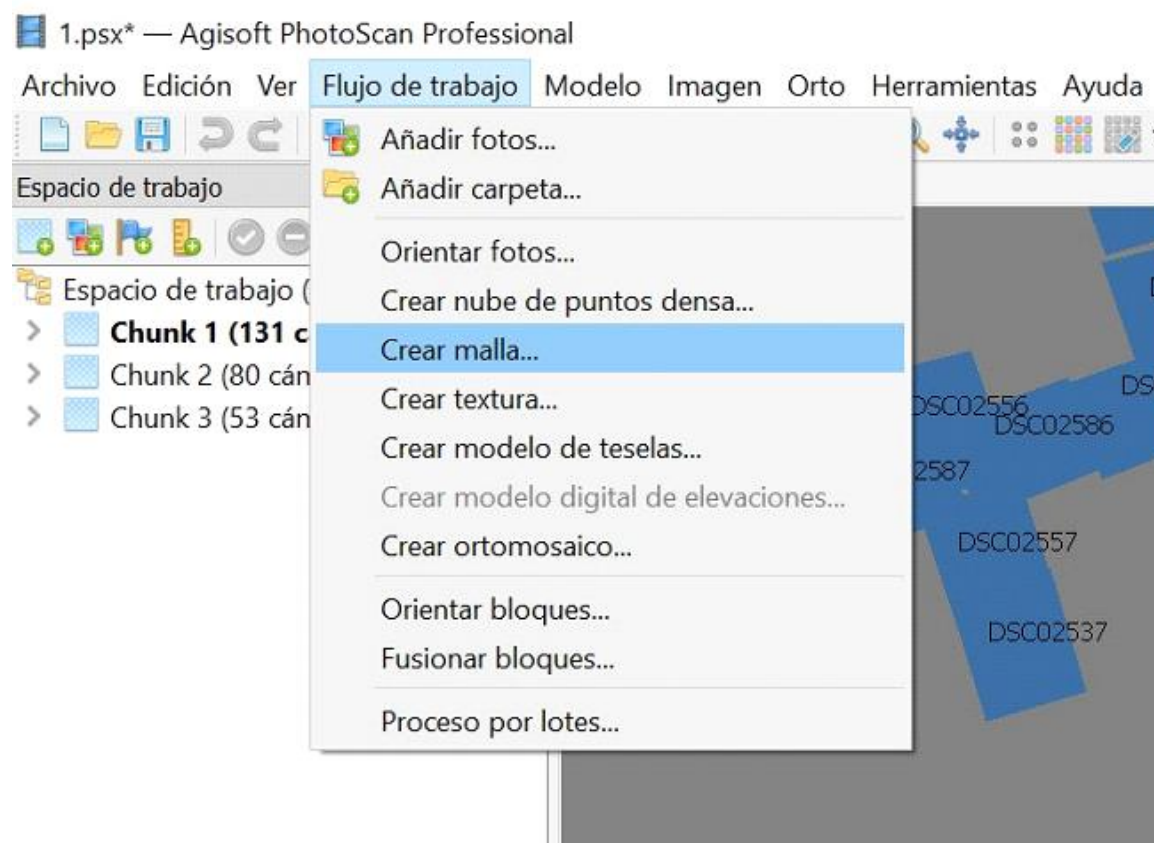 1.psx* — Agisoft PhotoScan Professional
Archivo Edición Ver Flujo de trabajo Modelo Imagen Orto Herramientas Ayuda
Añadir fotos...
Espacio de trabajo
Añadir carpeta...
Orientar fotos...
Espacio de trabajo (
Crear nube de puntos densa...
Chunk 1 (131 c
Crear malla...
Chunk 2 (80 cám
Crear textura...
Chunk 3 (53 cám
Crear modelo de teselas...
Crear modelo digital de elevaciones...
Crear ortomosaico...
Orientar bloques...
Fusionar bloques...
Proceso por lotes...
DS
DSC02556
DSC02586
2587
DSC02557
DSC02537